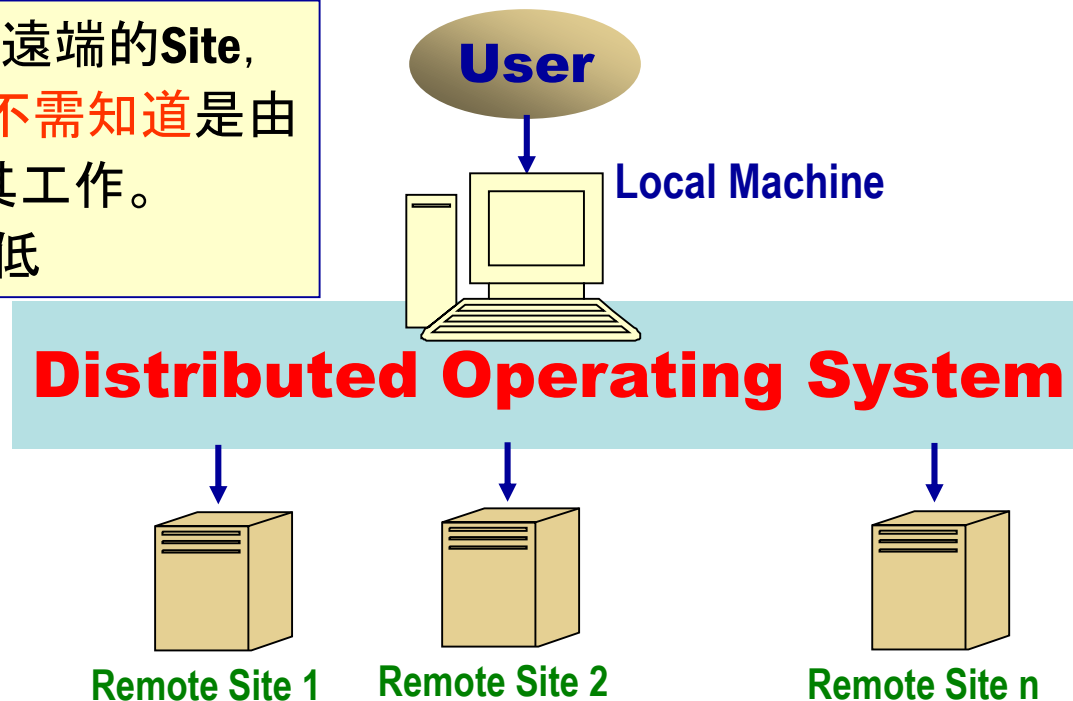 遠端的Site,
不需知道是由
其工作。
低
User
Local Machine
Distributed Operating System
Remote Site 1
Remote Site 2
Remote Site n